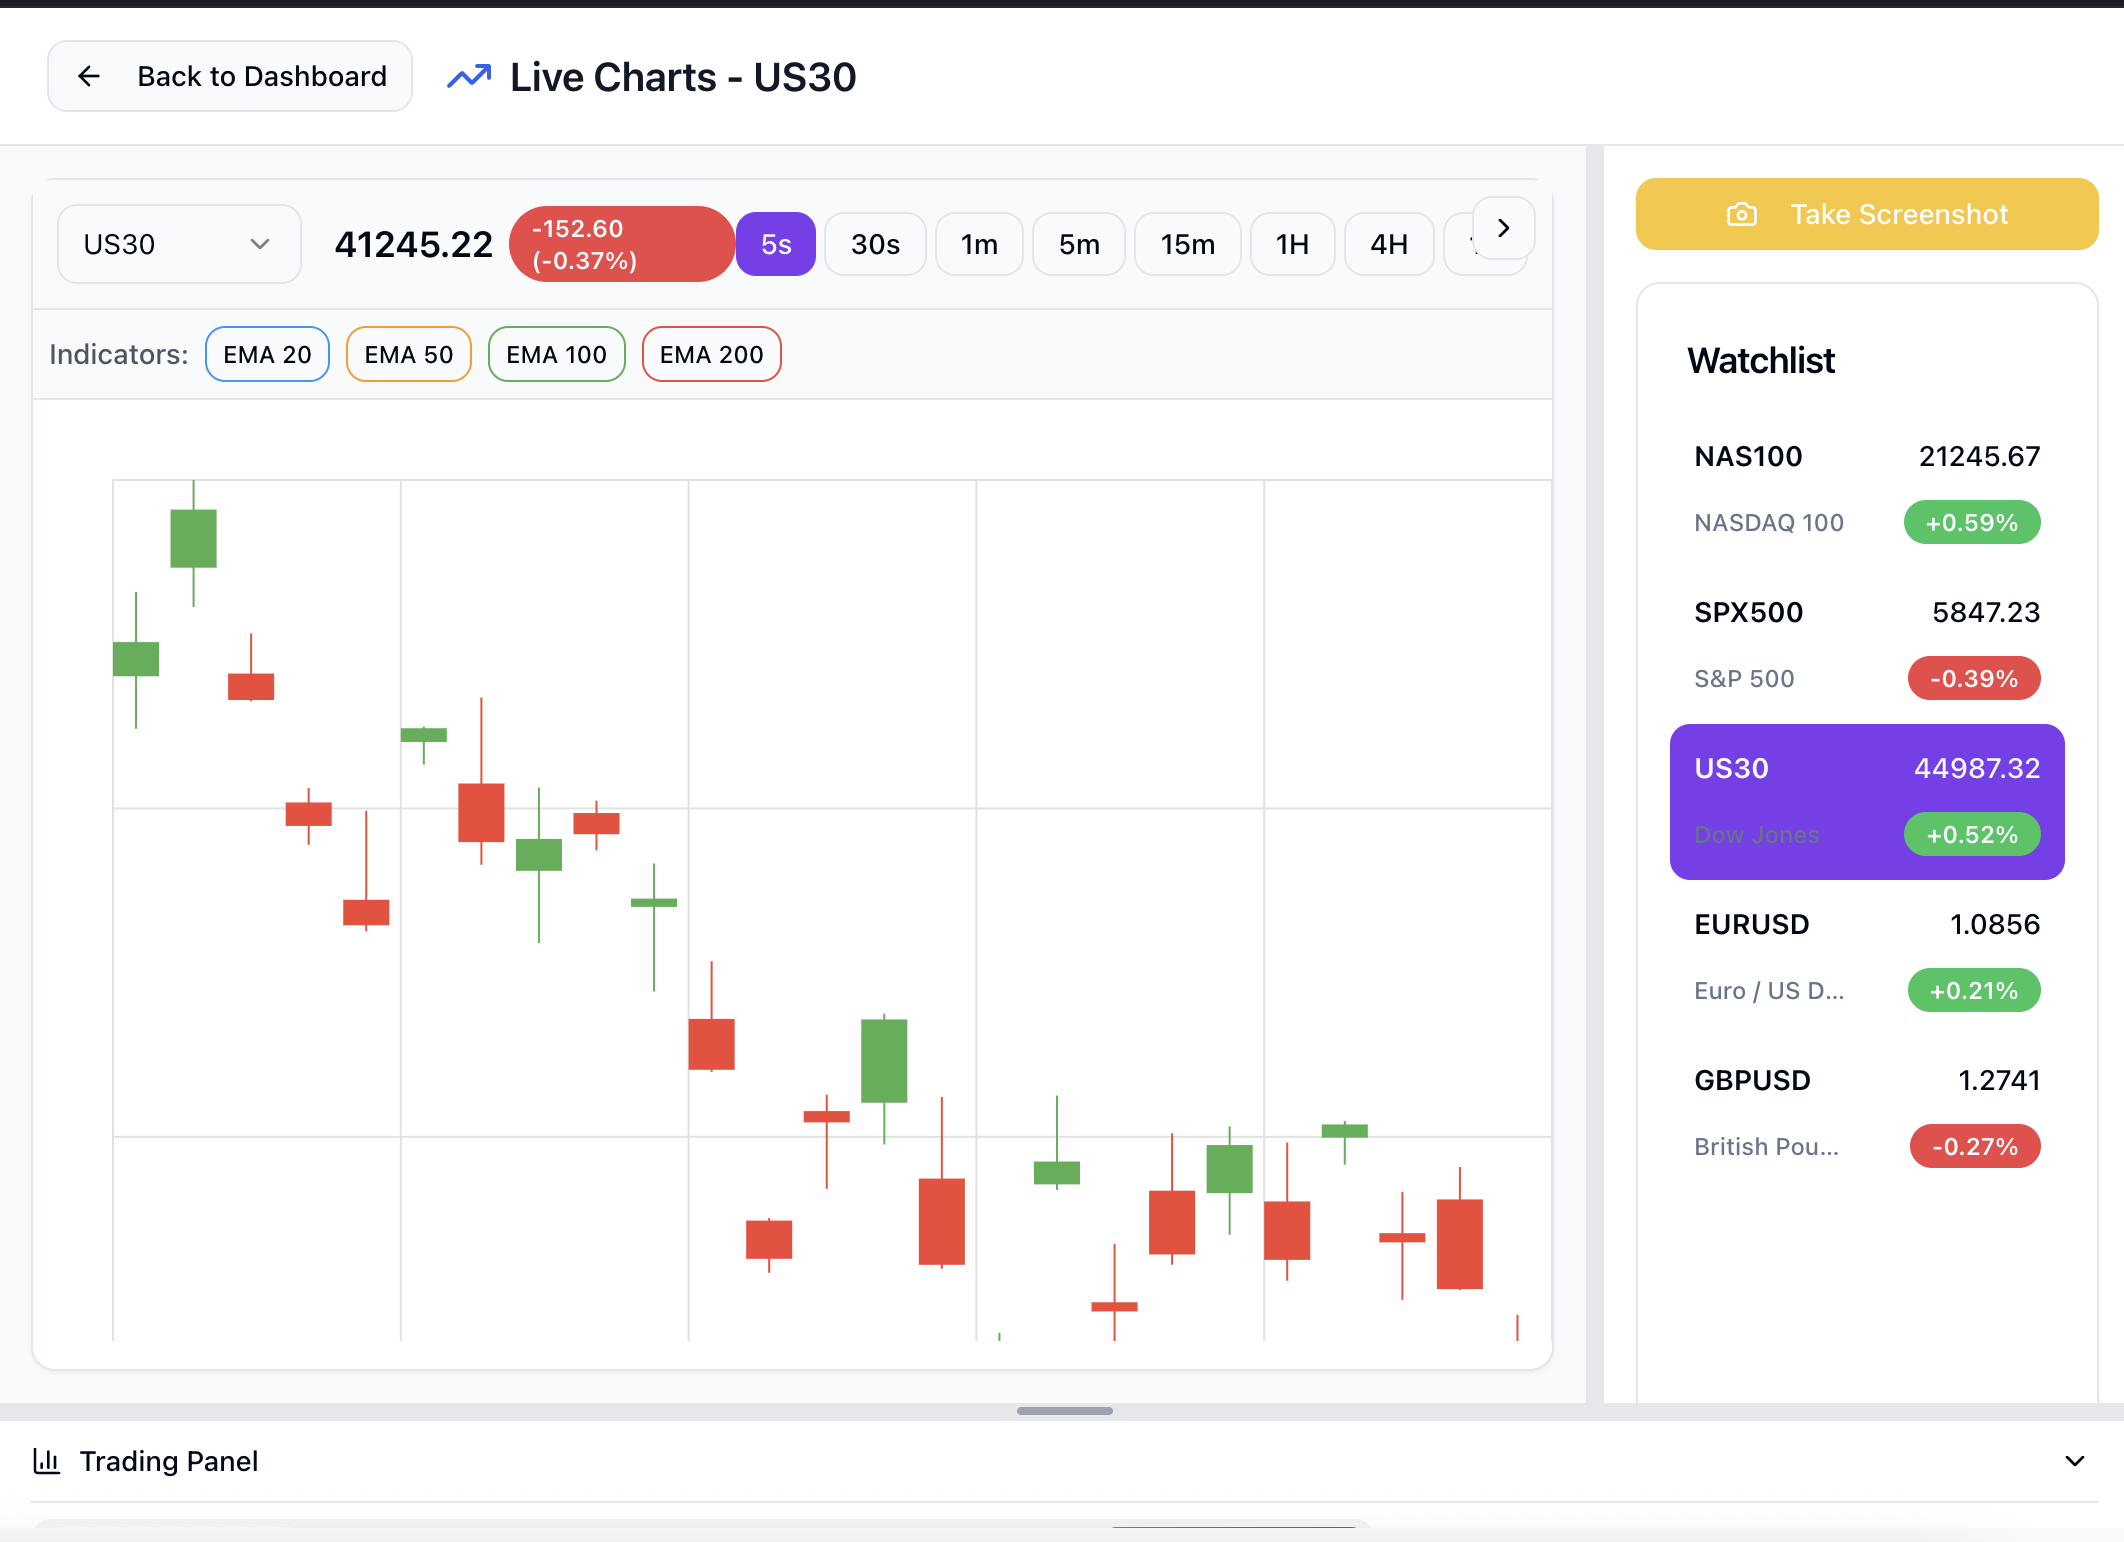 Back to Dashboard
Live Charts - US30
US30
41245.22
-152.60
(-0.37%)
5s
30s
1m
5m
15m
1H
4H
Indicators:
EMA 20
EMA 50
EMA 100
EMA 200
Take Screenshot
Watchlist
NAS100
21245.67
NASDAQ 100
+0.59%
SPX500
5847.23
S&P 500
-0.39%
US30
44987.32
Dow Jones
+0.52%
EURUSD
1.0856
Euro / US D...
+0.21%
GBPUSD
1.2741
British Pou...
-0.27%
Trading Panel